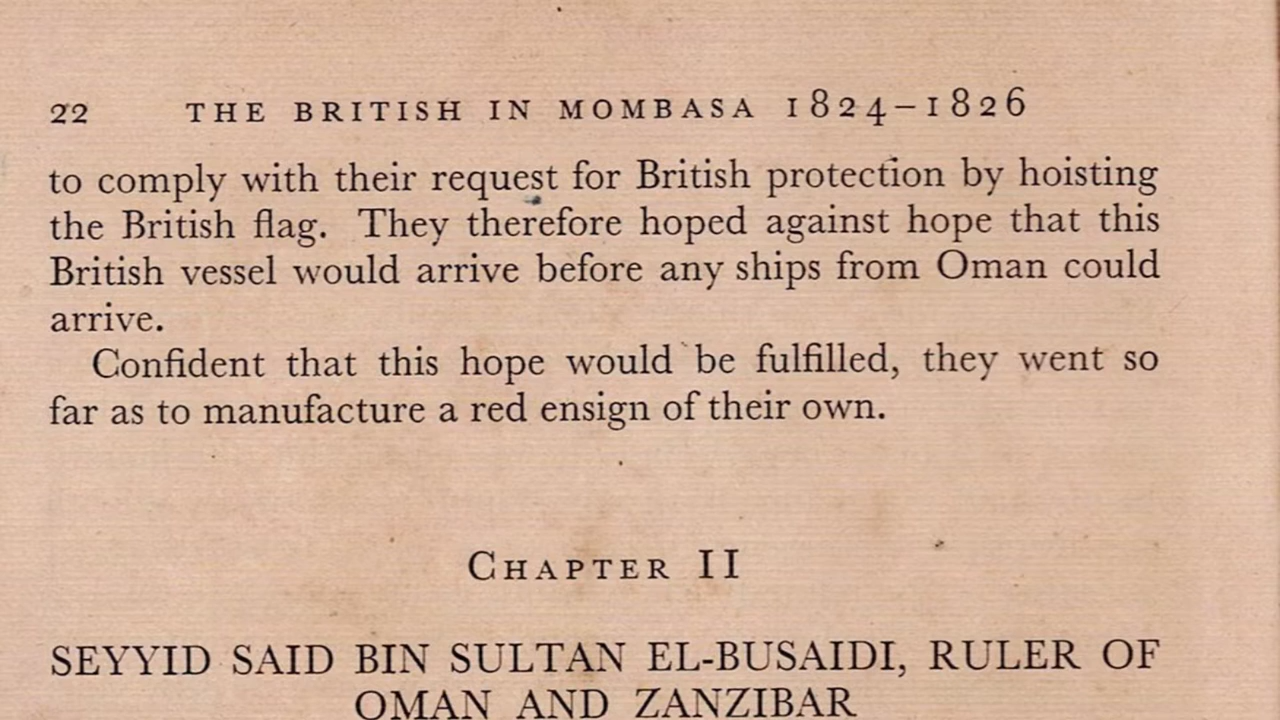 22 THE BRITISH IN MOMBASA 1824–1826
to comply with their request for British protection by hoisting
the British flag. They therefore hoped against hope that this
British vessel would arrive before any ships from Oman could
arrive.
Confident that this hope would be fulfilled, they went so
far as to manufacture a red ensign of their own.
CHAPTER II
SEYYID SAID BIN SULTAN EL-BUSAIDI, RULER OF
OMAN AND ZANZIBAR